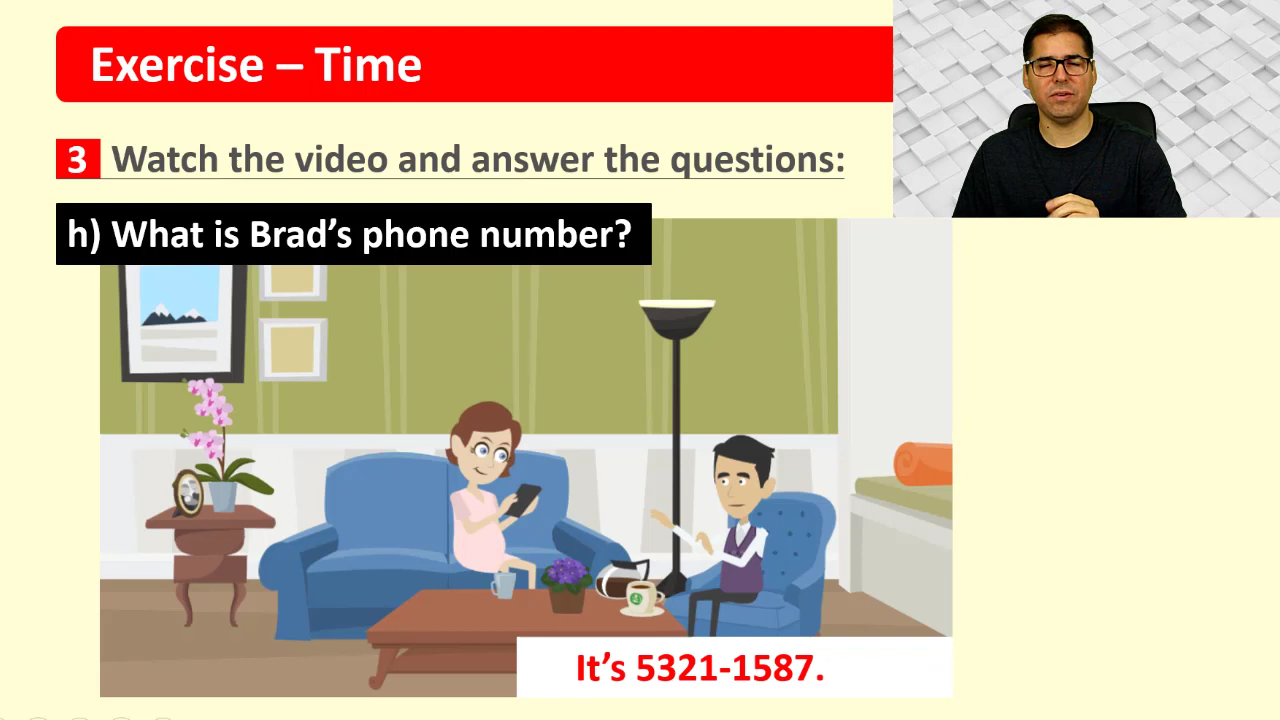 Exercise – Time
3 Watch the video and answer the questions:
h) What is Brad’s phone number?
It’s 5321-1587.